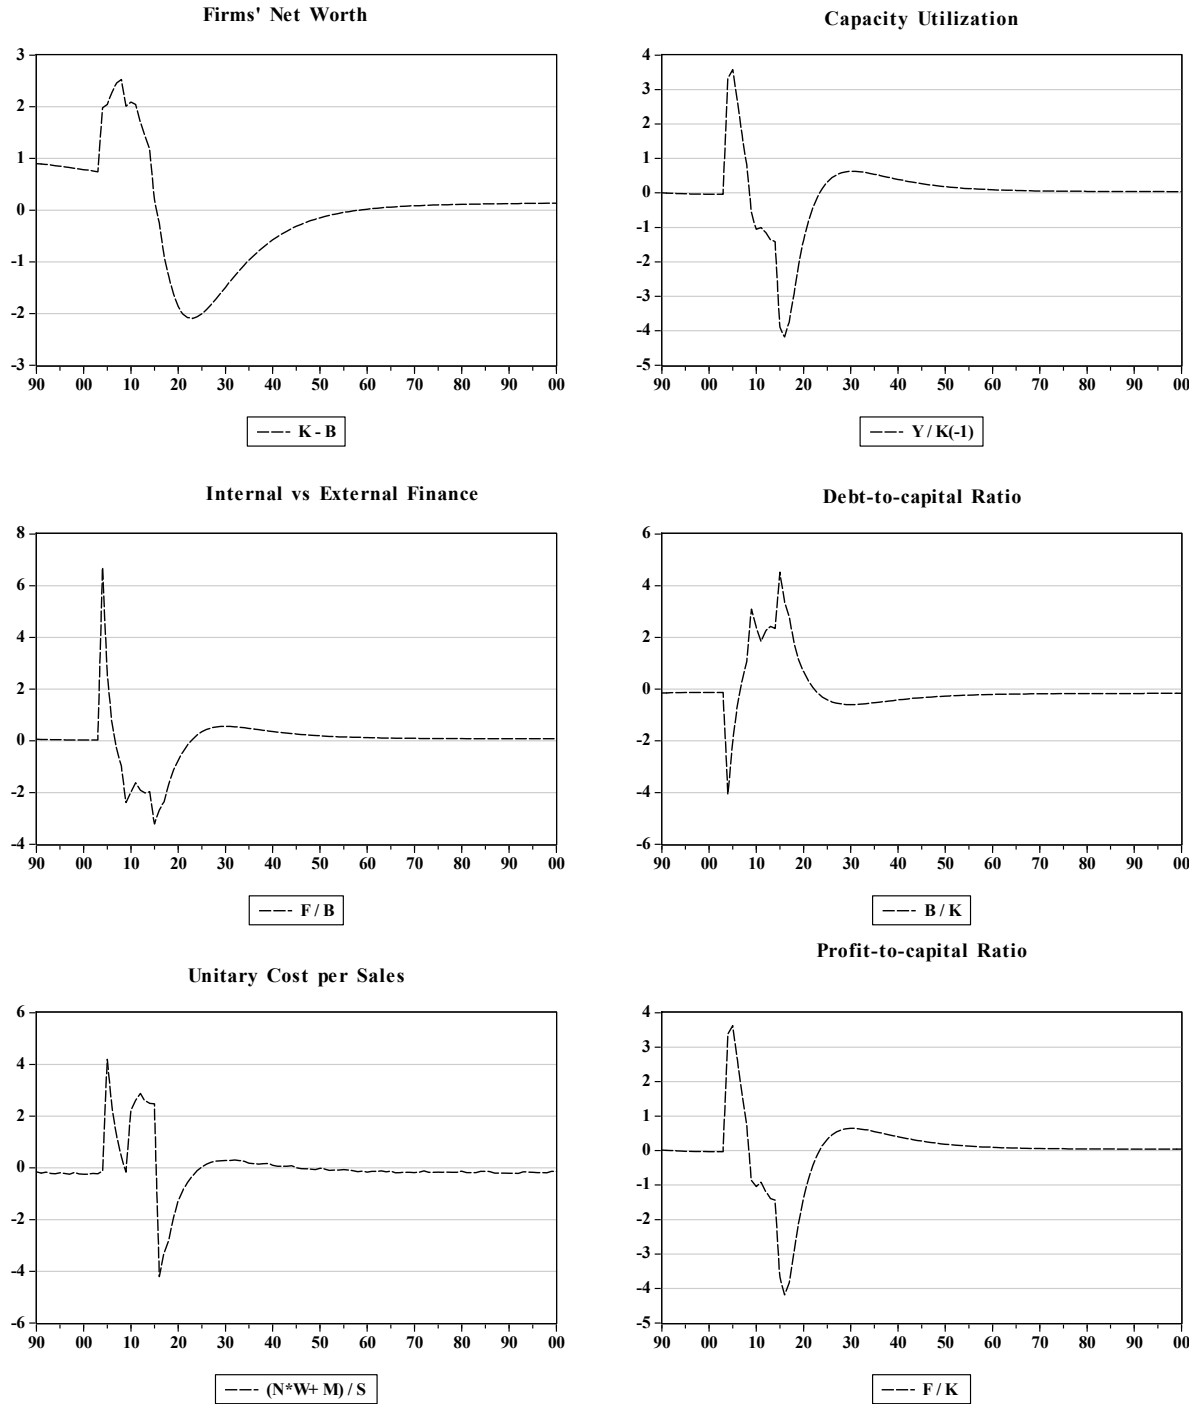 Firms' Net Worth
3
2
1
0
-1
-2
-3
90 00 10 20 30 40 50 60 70 80 90 00
K - B
Capacity Utilization
4
3
2
1
0
-1
-2
-3
-4
-5
90 00 10 20 30 40 50 60 70 80 90 00
Y / K(-1)
Internal vs External Finance
8
6
4
2
0
-2
-4
90 00 10 20 30 40 50 60 70 80 90 00
F / B
Debt-to-capital Ratio
6
4
2
0
-2
-4
-6
90 00 10 20 30 40 50 60 70 80 90 00
B / K
Unitary Cost per Sales
6
4
2
0
-2
-4
-6
90 00 10 20 30 40 50 60 70 80 90 00
(N*W+ M) / S
Profit-to-capital Ratio
4
3
2
1
0
-1
-2
-3
-4
-5
90 00 10 20 30 40 50 60 70 80 90 00
F / K